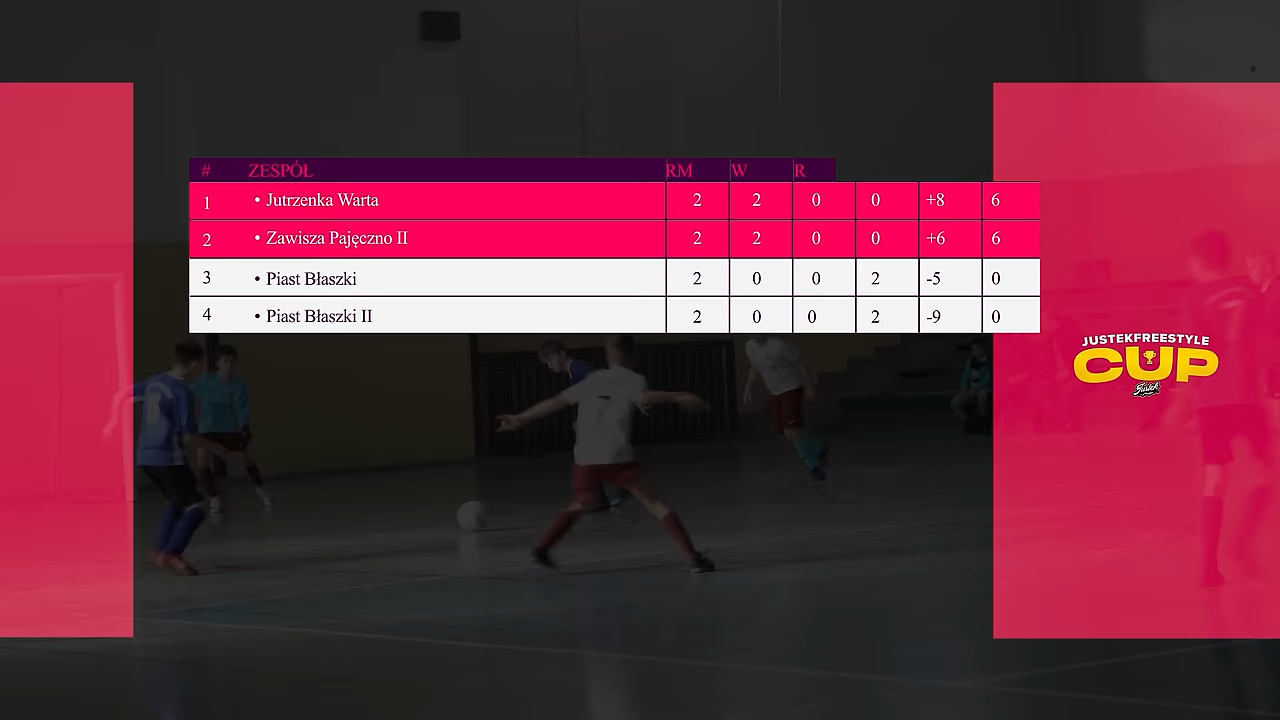 # ZESPÓL RM W R
1 • Jutrzenka Warta 2 2 0 0 +8 6
2 • Zawisza Pajęczno II 2 2 0 0 +6 6
3 • Piast Błaszki 2 0 0 2 -5 0
4 • Piast Błaszki II 2 0 0 2 -9 0
JUSTEKFREESTYLE
CUP
Justek